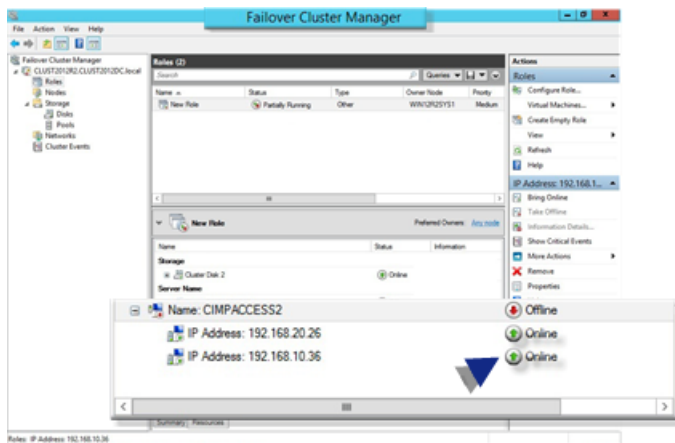 Failover Cluster Manager
File Action View Help
Failover Cluster Manager
CLUST2012R2.CLUST2012DC.local
Roles
Nodes
Storage
Disks
Pools
Networks
Cluster Events
Roles (2)
Search
Queries
Name Status Type Owner Node Priority
New Role Partially Running Other WIN12R2SYS1 Medium
New Role Preferred Owners: Any node
Name Status Information
Storage
Cluster Disk 2 Online
Server Name
Name: CIMPACCESS2 Offline
IP Address: 192.168.20.26 Online
IP Address: 192.168.10.36 Online
Summary Resources
Roles: IP Address: 192.168.10.36
Actions
Roles
Configure Role...
Virtual Machines...
Create Empty Role
View
Refresh
Help
IP Address: 192.168.1...
Bring Online
Take Offline
Information Details...
Show Critical Events
More Actions
Remove
Properties